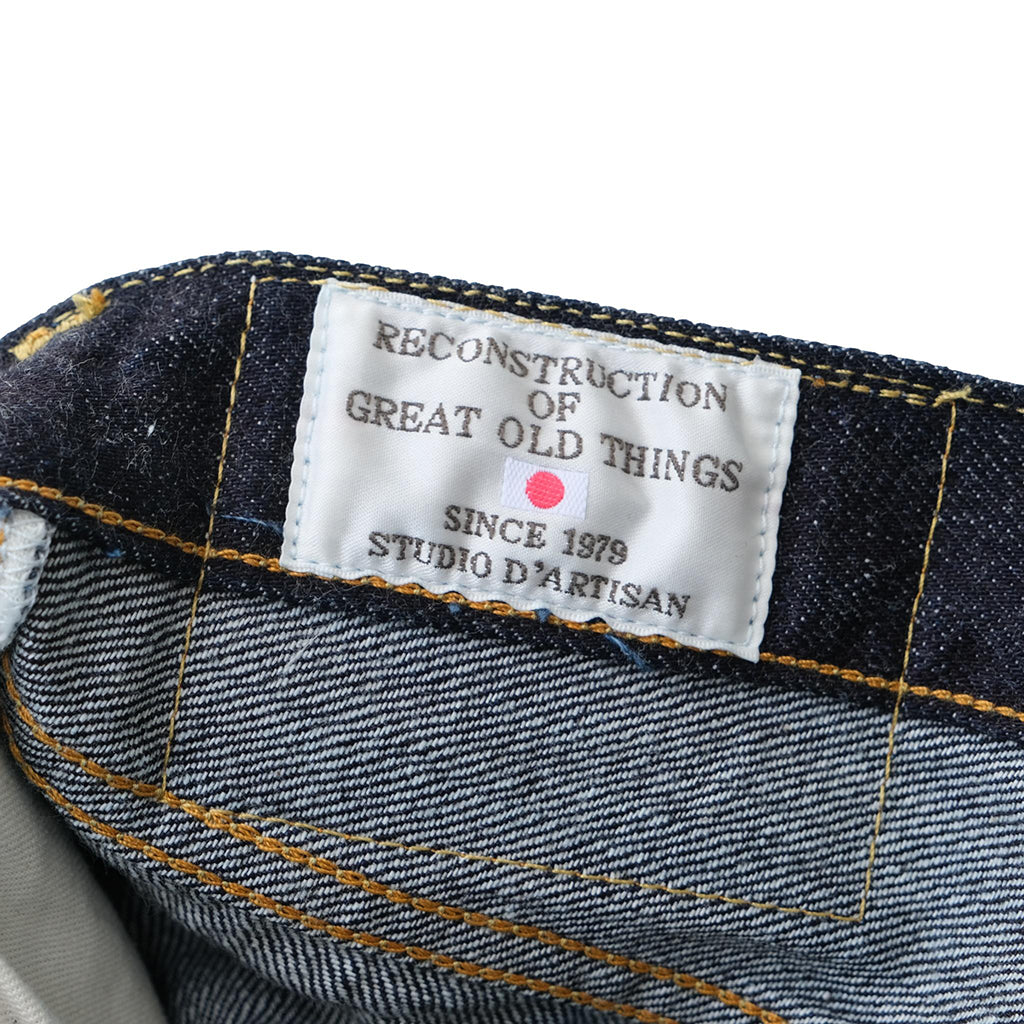 RECONSTRUCTION
OF
GREAT OLD THINGS
SINCE 1979
STUDIO D'ARTISAN